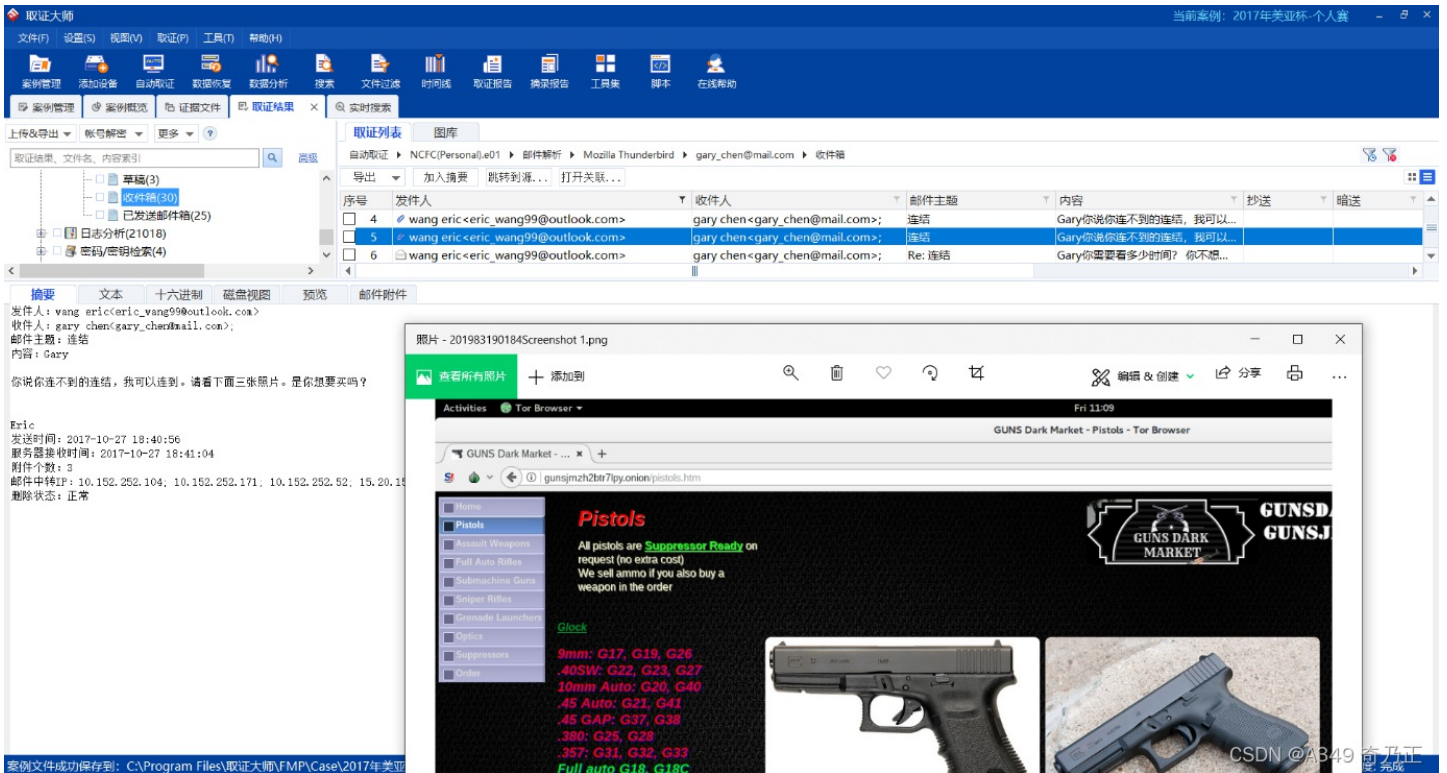 取证大师
当前案例：2017年美亚杯-个人赛
文件(F) 设置(S) 视图(V) 取证(P) 工具(T) 帮助(H)
案例管理 添加设备 自动取证 数据恢复 数据分析 搜索 文件过滤 时间线 取证报告 摘录报告 工具集 脚本 在线帮助
案例管理 案例概览 证据文件 取证结果 × 实时搜索
上传&导出 帐号解密 更多 ?
取证列表 图库
取证结果、文件名、内容索引 高级
自动取证 NCFC(Personal).e01 邮件解析 Mozilla Thunderbird gary_chen@mail.com 收件箱
导出 加入摘要 跳转到源... 打开关联...
草稿(3)
收件箱(30)
已发送邮件箱(25)
日志分析(21018)
密码/密钥检索(4)
序号 发件人 收件人 邮件主题 内容 抄送 暗送
4 wang eric<eric_wang99@outlook.com> gary chen<gary_chen@mail.com>; 连结 Gary你说你连不到的连结，我可以...
5 wang eric<eric_wang99@outlook.com> gary chen<gary_chen@mail.com>; 连结 Gary你说你连不到的连结，我可以...
6 wang eric<eric_wang99@outlook.com> gary chen<gary_chen@mail.com>; Re: 连结 Gary你需要看多少时间？ 你不想...
摘要 文本 十六进制 磁盘视图 预览 邮件附件
发件人：wang eric<eric_wang99@outlook.com>
收件人：gary chen<gary_chen@mail.com>;
邮件主题：连结
内容：Gary
你说你连不到的连结，我可以连到。请看下面三张照片。是你想要买吗？
Eric
发送时间：2017-10-27 18:40:56
服务器接收时间：2017-10-27 18:41:04
附件个数：3
邮件中转IP：10.152.252.104; 10.152.252.171; 10.152.252.52; 15.20.15
删除状态：正常
照片 - 201983190184Screenshot 1.png
查看所有照片 添加到 编辑 & 创建 分享
Activities Tor Browser Fri 11:09
GUNS Dark Market - Pistols - Tor Browser
GUNS Dark Market - ...
gunsjmzh2btr7lpy.onion/pistols.htm
Home
Pistols
Assault Weapons
Full Auto Rifles
Submachine Guns
Sniper Rifles
Grenade Launchers
Optics
Suppressors
Order
Pistols
All pistols are Suppressor Ready on
request (no extra cost)
We sell ammo if you also buy a
weapon in the order
GUNS DARK
MARKET
GUNSD
GUNSJ
Glock
9mm: G17, G19, G26
.40SW: G22, G23, G27
10mm Auto: G20, G40
.45 Auto: G21, G41
.45 GAP: G37, G38
.380: G25, G28
.357: G31, G32, G33
Full auto G18, G18C
案例文件成功保存到：C:\Program Files\取证大师\FMP\Case\2017年美亚
完成
CSDN @A349 奇乃正